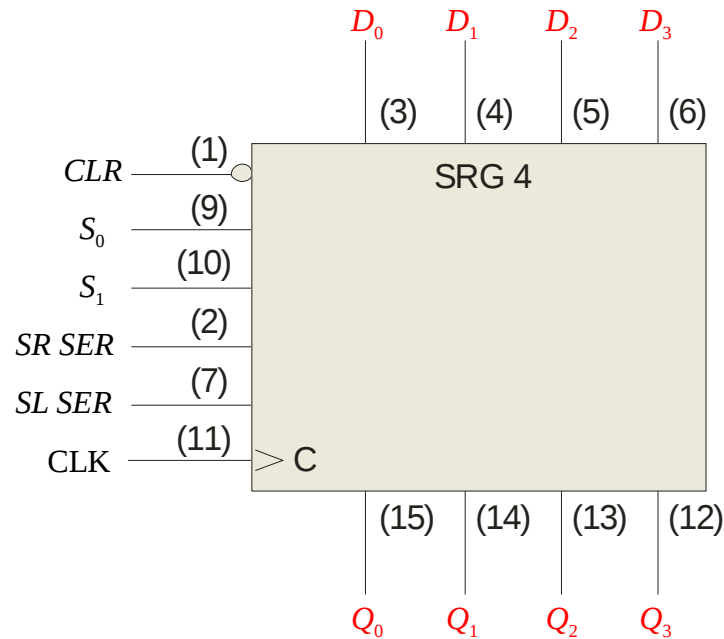 D0 D1 D2 D3
(3) (4) (5) (6)
CLR (1) SRG 4
S0 (9)
S1 (10)
SR SER (2)
SL SER (7)
CLK (11) C
(15) (14) (13) (12)
Q0 Q1 Q2 Q3